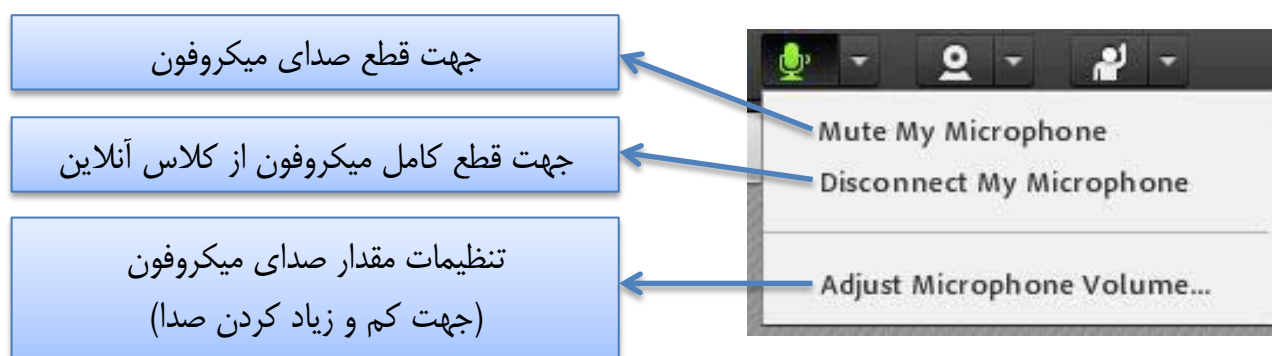 جهت قطع صدای میکروفون
جهت قطع کامل میکروفون از کلاس آنلاین
تنظیمات مقدار صدای میکروفون
(جهت کم و زیاد کردن صدا)
Mute My Microphone
Disconnect My Microphone
Adjust Microphone Volume...